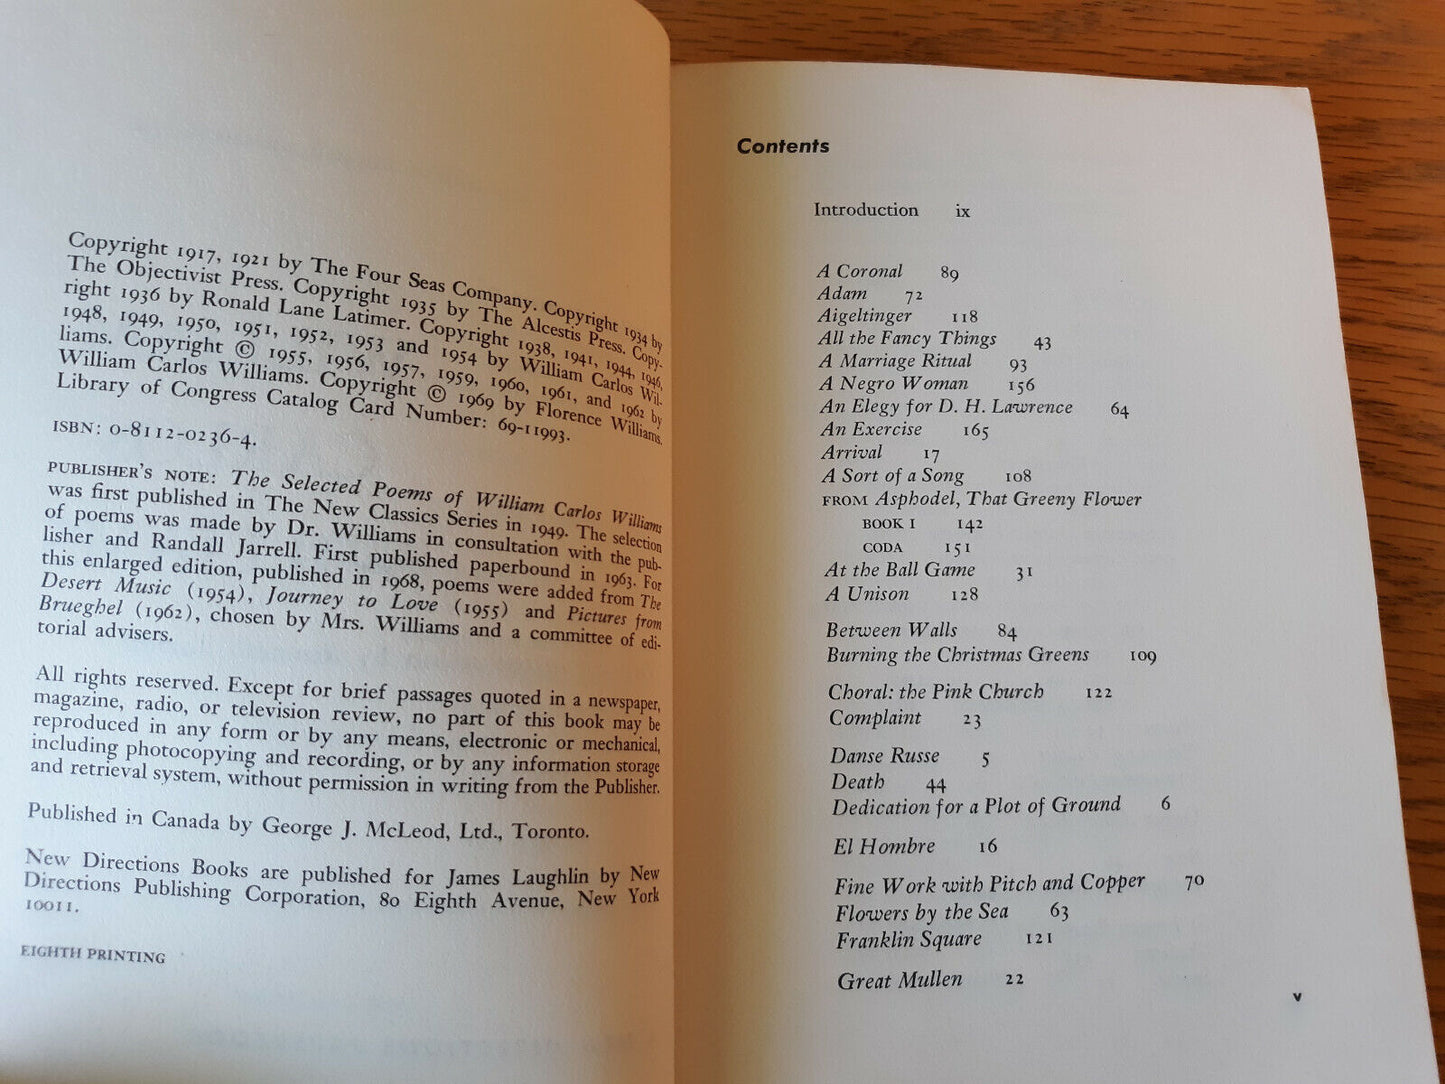 Copyright 1917, 1921 by The Four Seas Company. Copyright 1934 by
The Objectivist Press. Copyright 1935 by The Alcestis Press. Copy-
right 1936 by Ronald Lane Latimer. Copyright 1938, 1941, 1944, 1946,
1948, 1949, 1950, 1951, 1952, 1953 and 1954 by William Carlos Wil-
liams. Copyright © 1955, 1956, 1957, 1959, 1960, 1961, and 1962 by
William Carlos Williams. Copyright © 1969 by Florence Williams.
Library of Congress Catalog Card Number: 69-11993.
ISBN: 0-8112-0236-4.
PUBLISHER'S NOTE: The Selected Poems of William Carlos Williams
was first published in The New Classics Series in 1949. The selection
of poems was made by Dr. Williams in consultation with the pub-
lisher and Randall Jarrell. First published paperbound in 1963. For
this enlarged edition, published in 1968, poems were added from The
Desert Music (1954), Journey to Love (1955) and Pictures from
Brueghel (1962), chosen by Mrs. Williams and a committee of edi-
torial advisers.
All rights reserved. Except for brief passages quoted in a newspaper,
magazine, radio, or television review, no part of this book may be
reproduced in any form or by any means, electronic or mechanical,
including photocopying and recording, or by any information storage
and retrieval system, without permission in writing from the Publisher.
Published in Canada by George J. McLeod, Ltd., Toronto.
New Directions Books are published for James Laughlin by New
Directions Publishing Corporation, 80 Eighth Avenue, New York
10011.
EIGHTH PRINTING
Contents
Introduction ix
A Coronal 89
Adam 72
Aigeltinger 118
All the Fancy Things 43
A Marriage Ritual 93
A Negro Woman 156
An Elegy for D. H. Lawrence 64
An Exercise 165
Arrival 17
A Sort of a Song 108
FROM Asphodel, That Greeny Flower
BOOK I 142
CODA 151
At the Ball Game 31
A Unison 128
Between Walls 84
Burning the Christmas Greens 109
Choral: the Pink Church 122
Complaint 23
Danse Russe 5
Death 44
Dedication for a Plot of Ground 6
El Hombre 16
Fine Work with Pitch and Copper 70
Flowers by the Sea 63
Franklin Square 121
Great Mullen 22
v